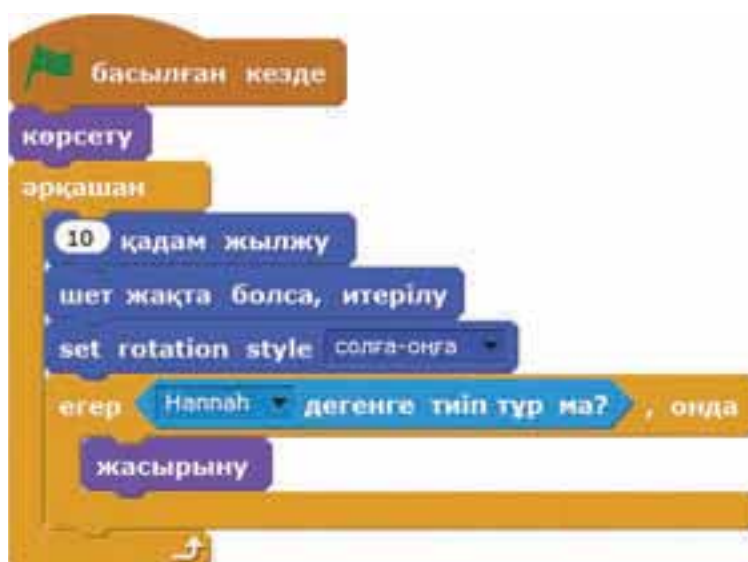 басылған кезде
көрсету
әрқашан
10 қадам жылжу
шет жақта болса, итерілу
set rotation style солға-оңға
егер Hannah дегенге тиіп тұр ма? , онда
жасырыну